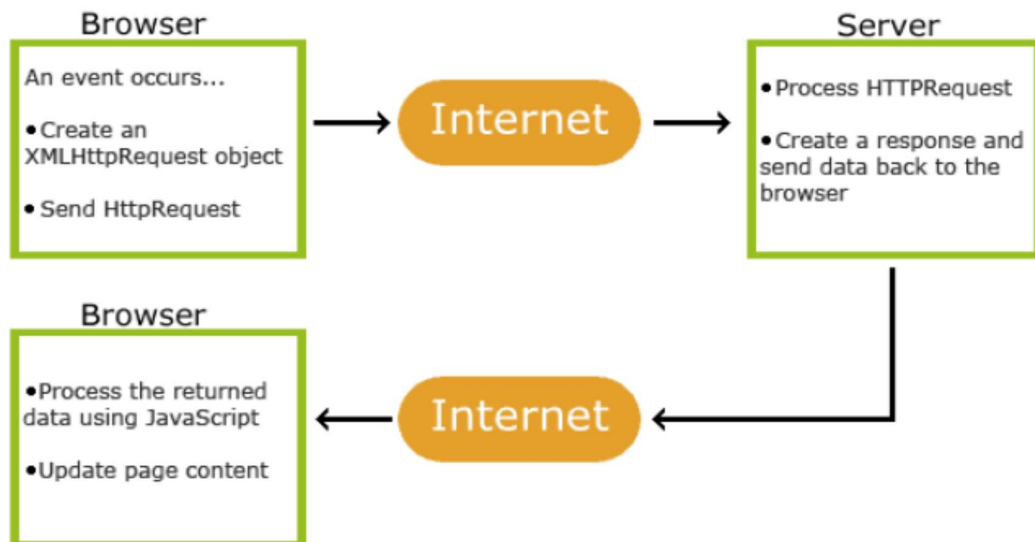 Browser
An event occurs...
•Create an
XMLHttpRequest object
• Send HttpRequest
Internet
Server
•Process HTTPRequest
•Create a response and
send data back to the
browser
Browser
•Process the returned
data using JavaScript
•Update page content
Internet